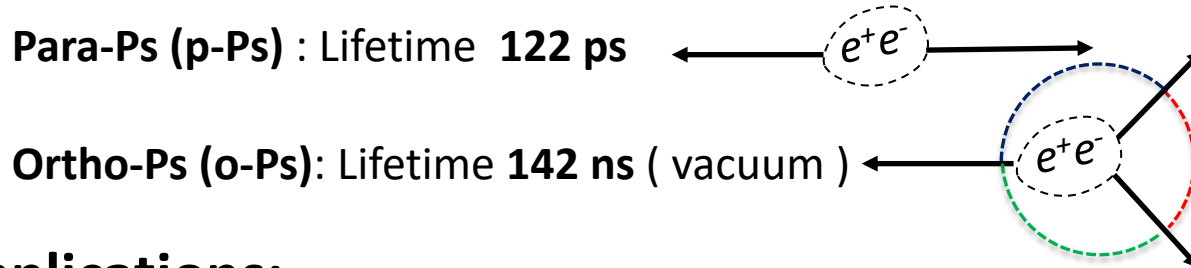 Para-Ps (p-Ps) : Lifetime 122 ps
e⁺e⁻
Ortho-Ps (o-Ps): Lifetime 142 ns ( vacuum )
e⁺e⁻